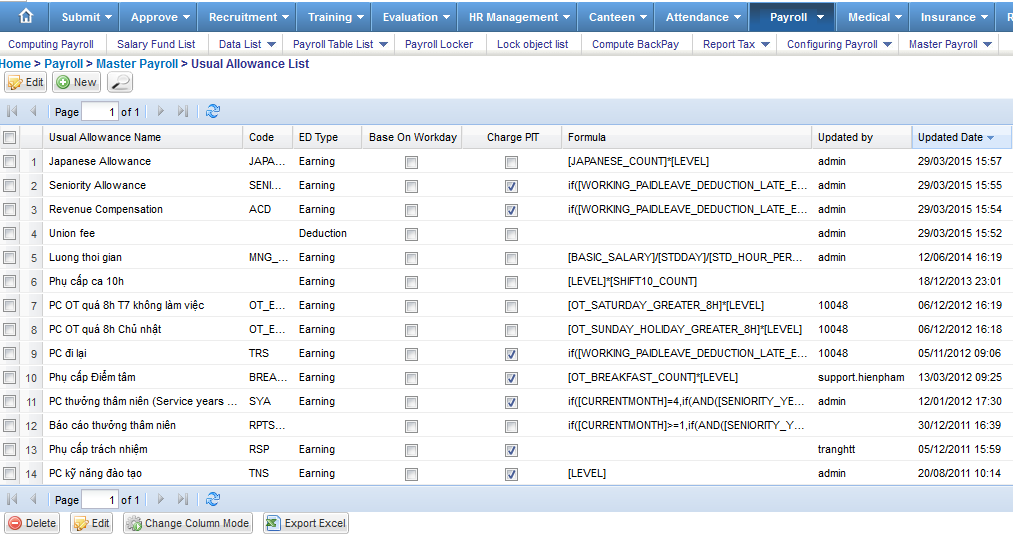 Submit Approve Recruitment Training Evaluation HR Management Canteen Attendance Payroll Medical Insurance R
Computing Payroll Salary Fund List Data List Payroll Table List Payroll Locker Lock object list Compute BackPay Report Tax Configuring Payroll Master Payroll
Home > Payroll > Master Payroll > Usual Allowance List
Edit New
Page 1 of 1
Usual Allowance Name Code ED Type Base On Workday Charge PIT Formula Updated by Updated Date
1 Japanese Allowance JAPA... Earning [JAPANESE_COUNT]*[LEVEL] admin 29/03/2015 15:57
2 Seniority Allowance SENI... Earning if([WORKING_PAIDLEAVE_DEDUCTION_LATE_E... admin 29/03/2015 15:55
3 Revenue Compensation ACD Earning if([WORKING_PAIDLEAVE_DEDUCTION_LATE_E... admin 29/03/2015 15:54
4 Union fee Deduction admin 29/03/2015 15:52
5 Luong thoi gian MNG_... Earning [BASIC_SALARY]/[STDDAY]/[STD_HOUR_PER... admin 12/06/2014 16:19
6 Phụ cấp ca 10h Earning [LEVEL]*[SHIFT10_COUNT] 18/12/2013 23:01
7 PC OT quá 8h T7 không làm việc OT_E... Earning [OT_SATURDAY_GREATER_8H]*[LEVEL] 10048 06/12/2012 16:19
8 PC OT quá 8h Chủ nhật OT_E... Earning [OT_SUNDAY_HOLIDAY_GREATER_8H]*[LEVEL] 10048 06/12/2012 16:18
9 PC đi lại TRS Earning if([WORKING_PAIDLEAVE_DEDUCTION_LATE_E... 10048 05/11/2012 09:06
10 Phụ cấp Điểm tâm BREA... Earning [OT_BREAKFAST_COUNT]*[LEVEL] support.hienpham 13/03/2012 09:25
11 PC thưởng thâm niên (Service years ... SYA Earning if([CURRENTMONTH]=4,if(AND([SENIORITY_YE... admin 12/01/2012 17:30
12 Báo cáo thưởng thâm niên RPTS... if([CURRENTMONTH]>=1,if(AND([SENIORITY_Y... 30/12/2011 16:39
13 Phụ cấp trách nhiệm RSP Earning tranghtt 05/12/2011 15:59
14 PC kỹ năng đào tạo TNS Earning [LEVEL] admin 20/08/2011 10:14
Page 1 of 1
Delete Edit Change Column Mode Export Excel